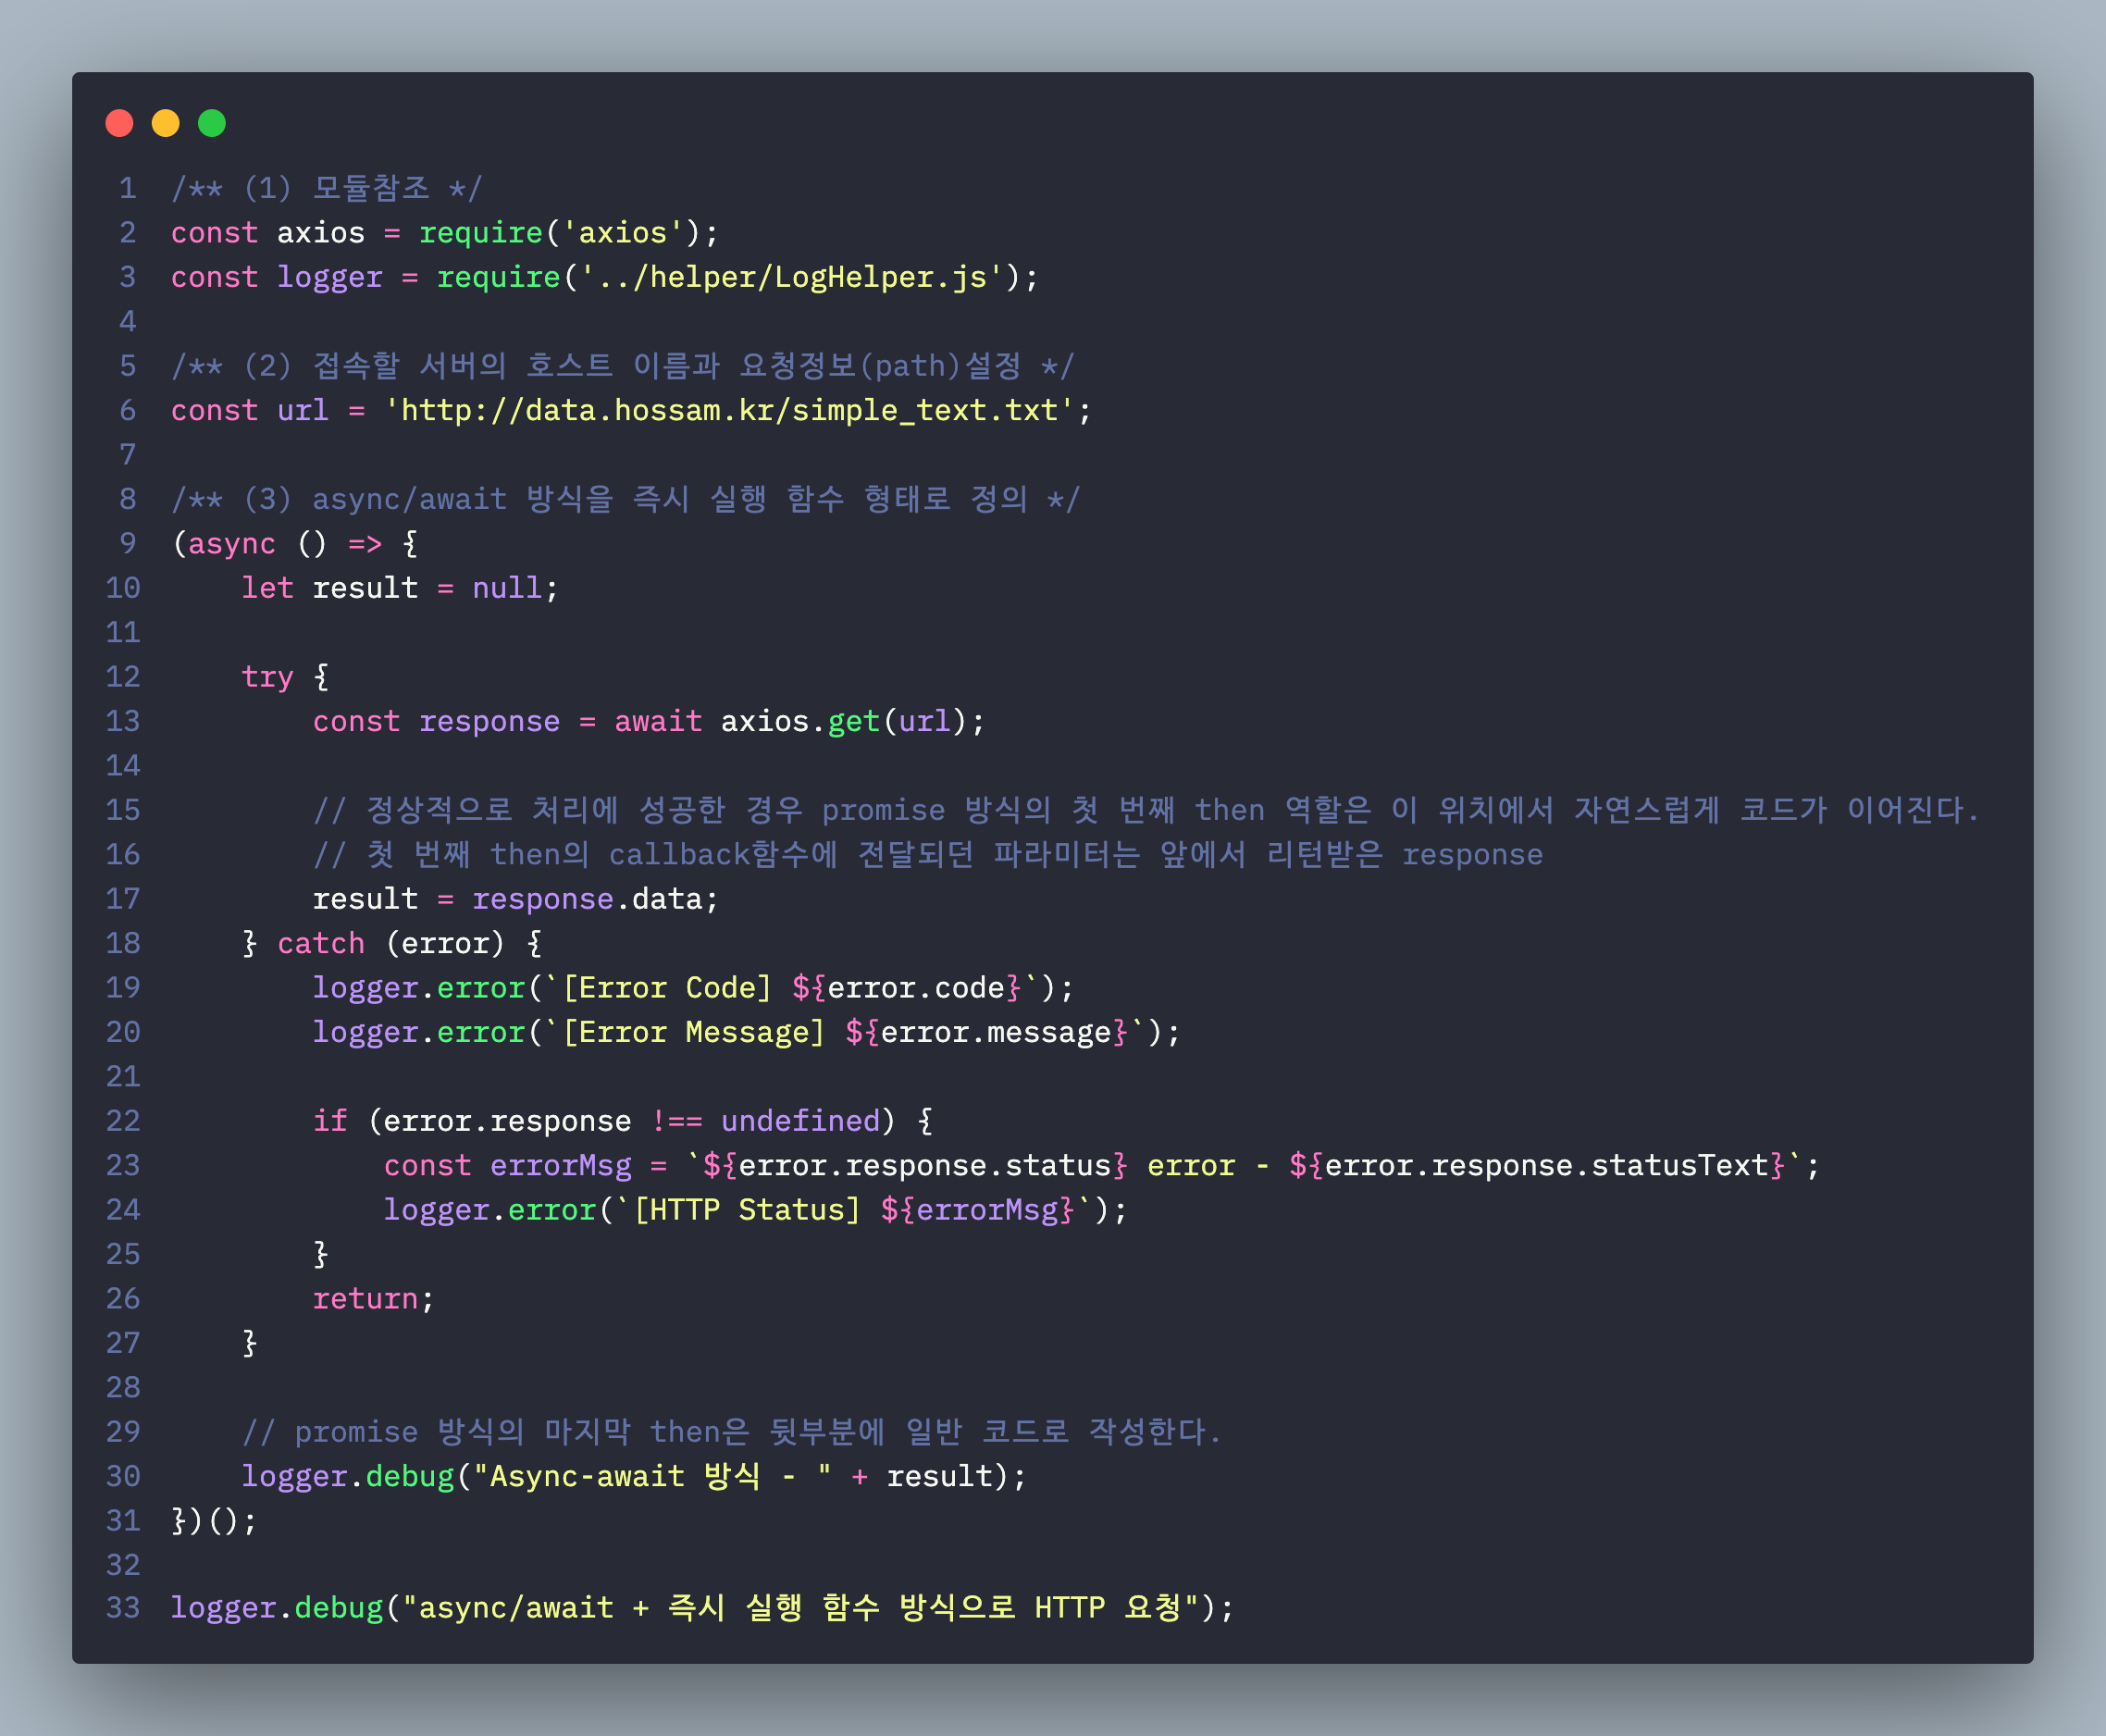 1 /** (1) 모듈참조 */
2 const axios = require('axios');
3 const logger = require('../helper/LogHelper.js');
4
5 /** (2) 접속할 서버의 호스트 이름과 요청정보(path)설정 */
6 const url = 'http://data.hossam.kr/simple_text.txt';
7
8 /** (3) async/await 방식을 즉시 실행 함수 형태로 정의 */
9 (async () => {
10     let result = null;
11
12     try {
13         const response = await axios.get(url);
14
15         // 정상적으로 처리에 성공한 경우 promise 방식의 첫 번째 then 역할은 이 위치에서 자연스럽게 코드가 이어진다.
16         // 첫 번째 then의 callback함수에 전달되던 파라미터는 앞에서 리턴받은 response
17         result = response.data;
18     } catch (error) {
19         logger.error(`[Error Code] ${error.code}`);
20         logger.error(`[Error Message] ${error.message}`);
21
22         if (error.response !== undefined) {
23             const errorMsg = `${error.response.status} error - ${error.response.statusText}`;
24             logger.error(`[HTTP Status] ${errorMsg}`);
25         }
26         return;
27     }
28
29     // promise 방식의 마지막 then은 뒷부분에 일반 코드로 작성한다.
30     logger.debug("Async-await 방식 - " + result);
31 })();
32
33 logger.debug("async/await + 즉시 실행 함수 방식으로 HTTP 요청");